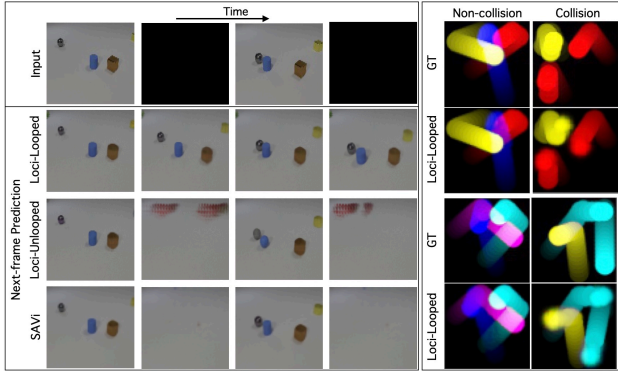 Time
Input
Next-frame Prediction
Loci-Looped
Loci-Unlooped
SAVi
Non-collision
Collision
GT
Loci-Looped
GT
Loci-Looped